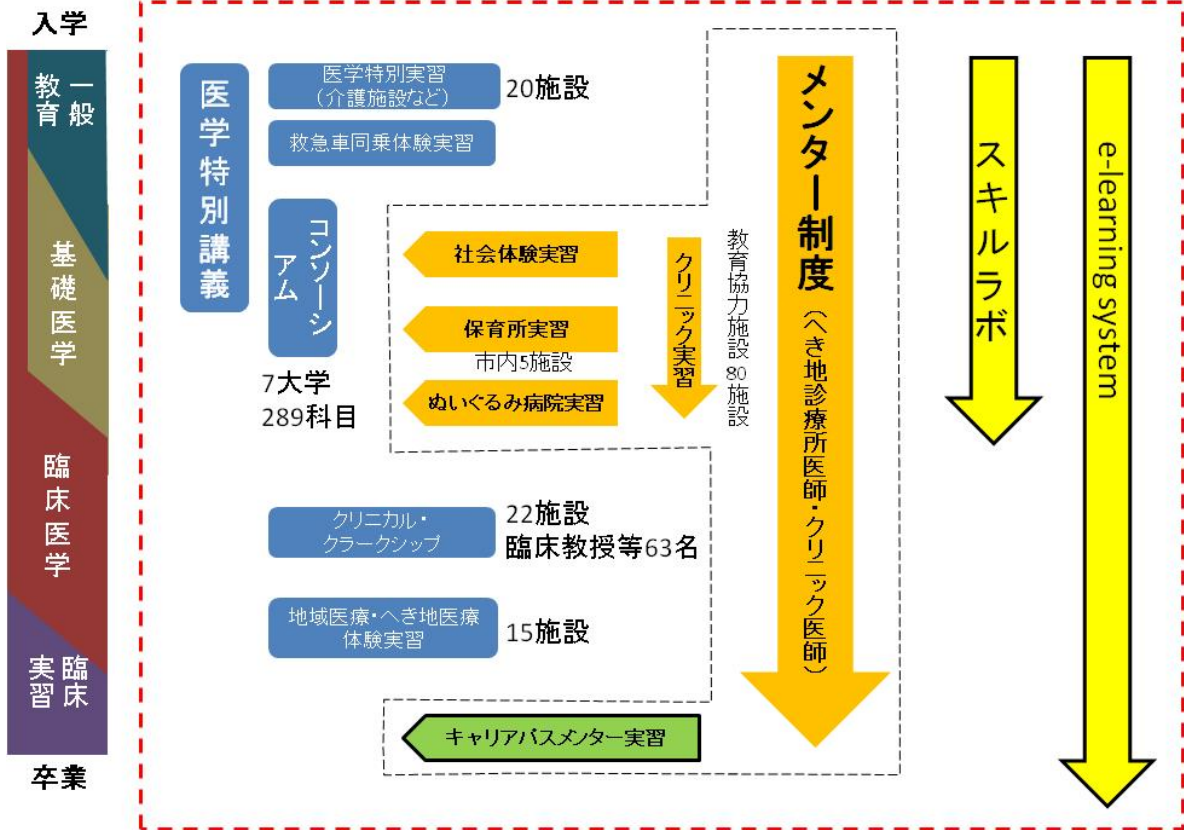 入学
一般
教育
基礎医学
臨床医学
臨床
実習
卒業
医学特別講義
医学特別実習
(介護施設など)
20施設
救急車同乗体験実習
コンソーシ
アム
7大学
289科目
社会体験実習
保育所実習
市内5施設
ぬいぐるみ病院実習
クリニック実習
教育協力施設 80施設
メンター制度(へき地診療所医師・クリニック医師)
スキルラボ
e-learning system
クリニカル・
クラークシップ
22施設
臨床教授等63名
地域医療・へき地医療
体験実習
15施設
キャリアパスメンター実習